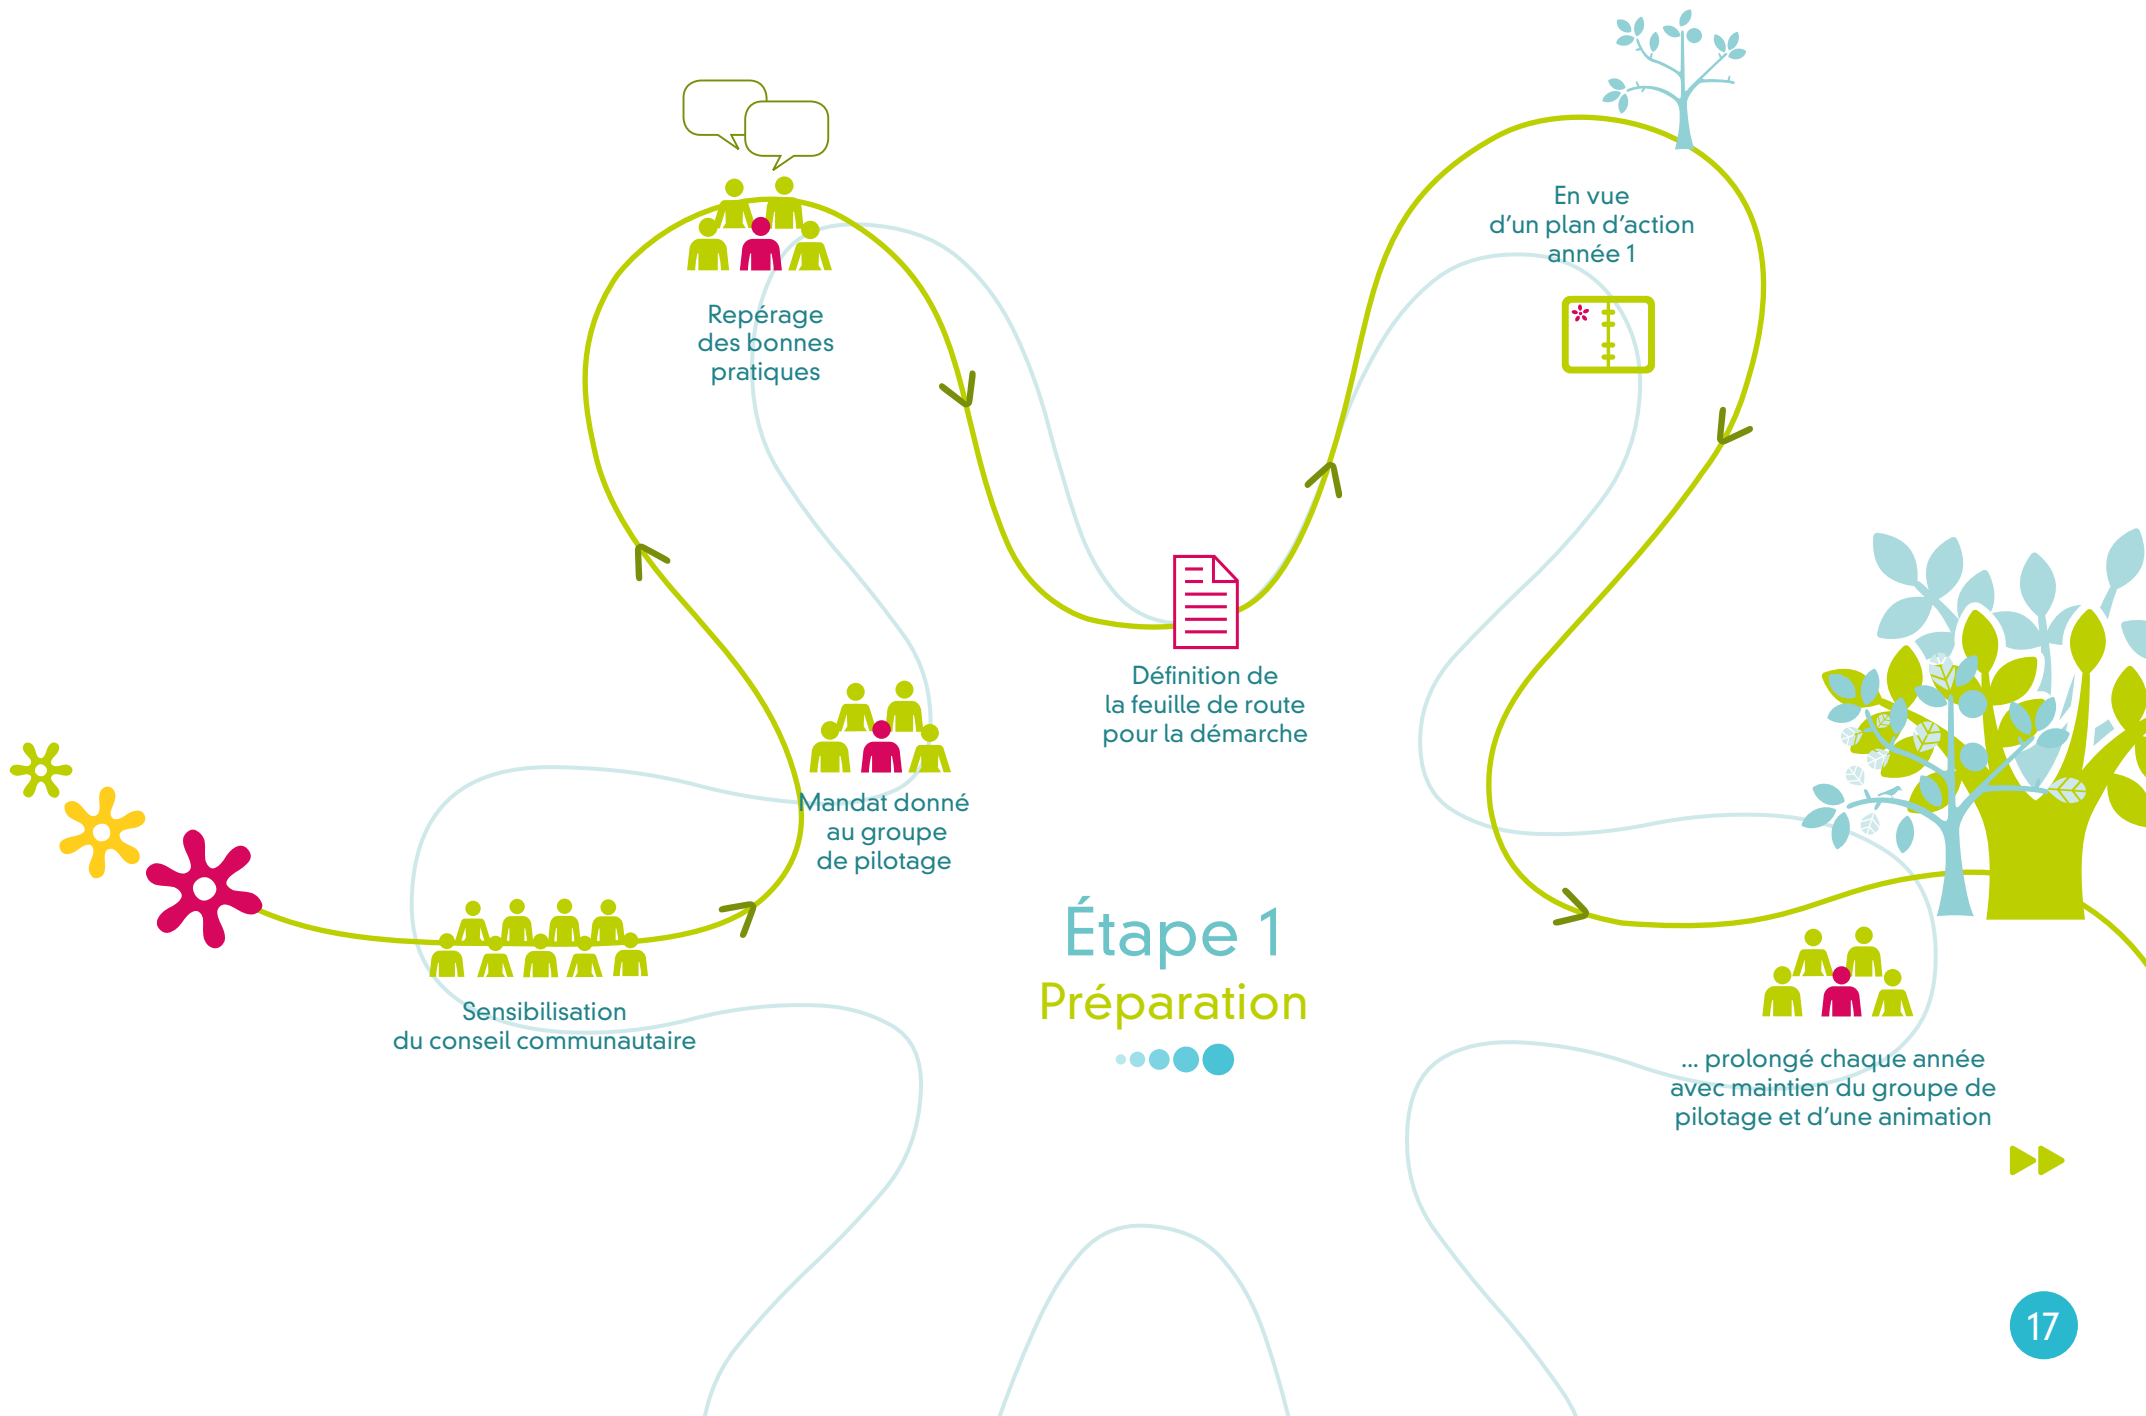 En vue
d’un plan d’action
année 1
Repérage
des bonnes
pratiques
Définition de
la feuille de route
pour la démarche
Mandat donné
au groupe
de pilotage
Étape 1
Préparation
Sensibilisation
du conseil communautaire
... prolongé chaque année
avec maintien du groupe de
pilotage et d’une animation
17